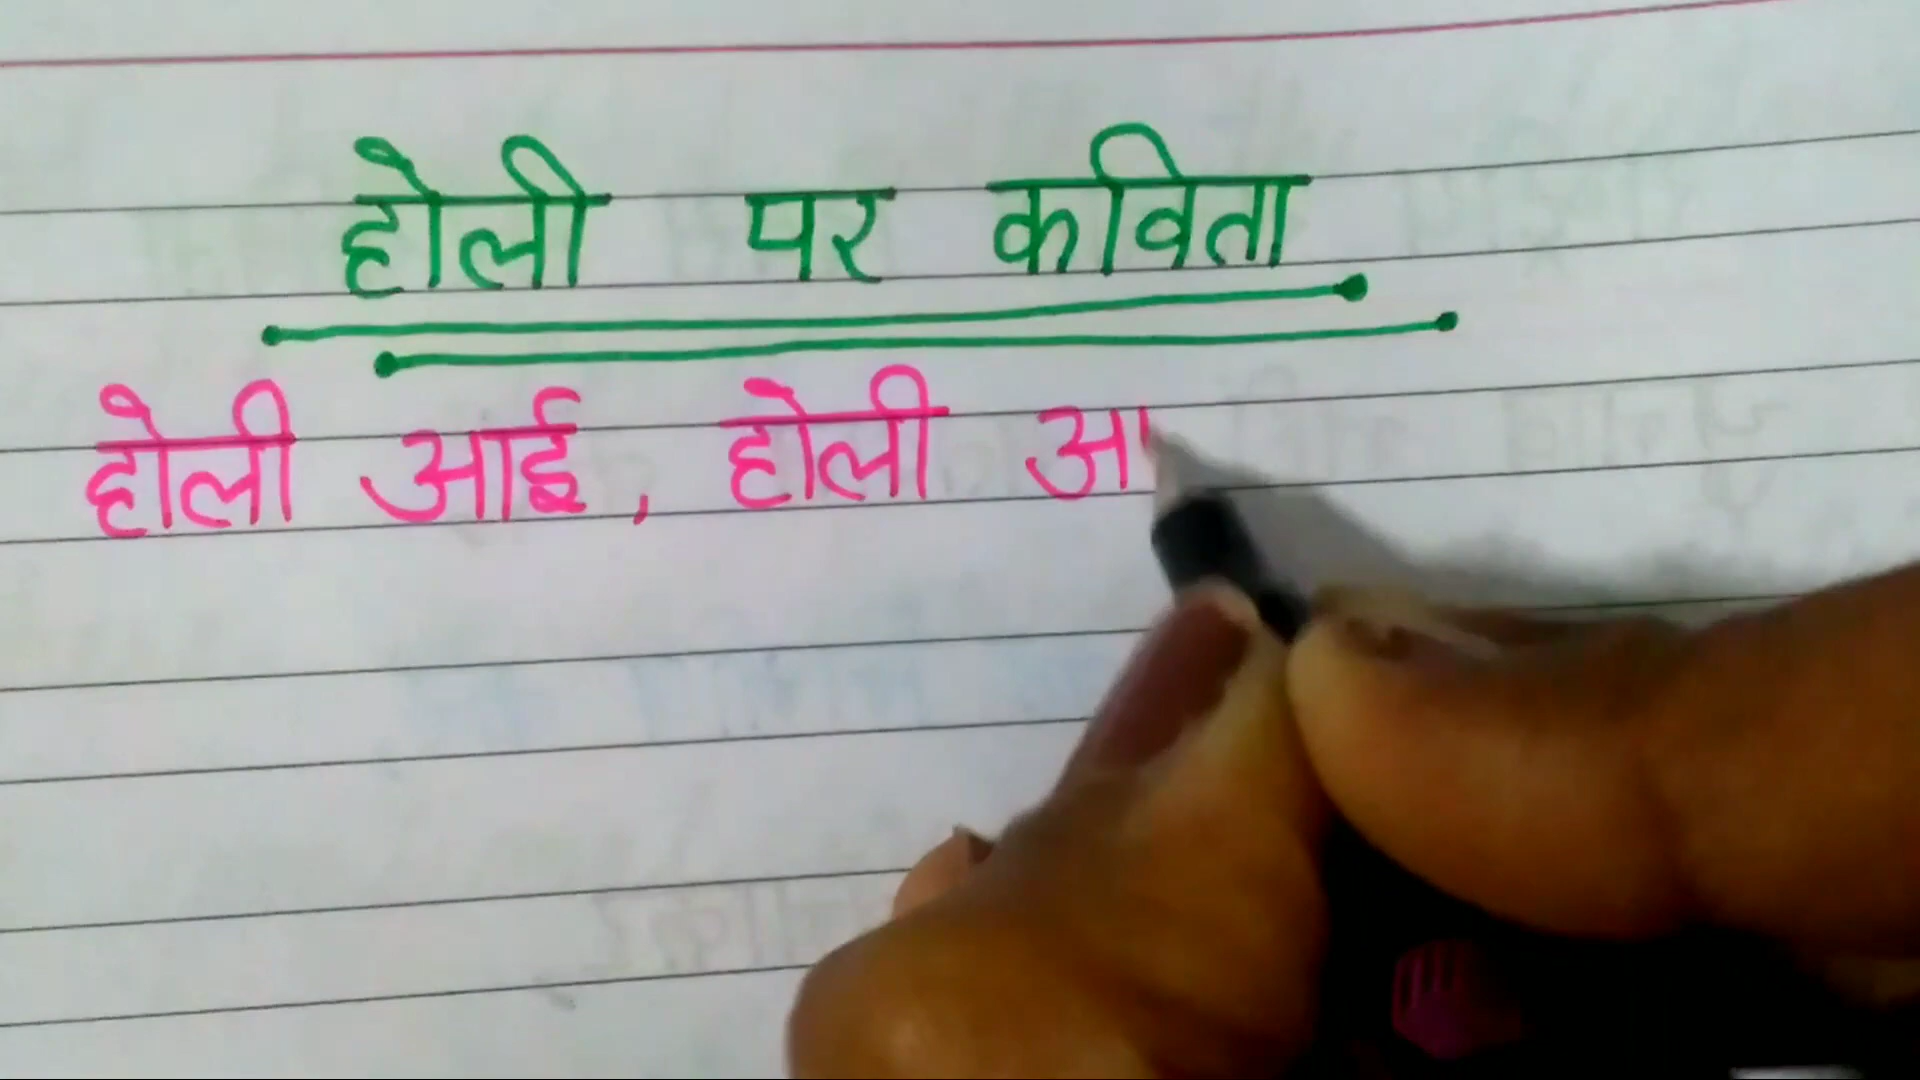 होली पर कविता
होली आई, होली आ